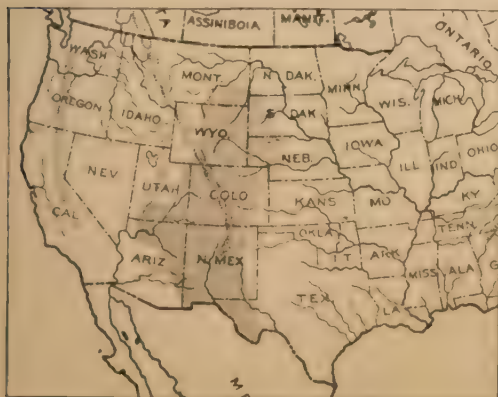 ASSINIBOIA
MANIT.
ONTARIO
WASH
MONT.
N. DAK.
MINN
OREGON
IDAHO
S. DAK
WIS.
MICH.
WYO.
NEB.
IOWA
NEV
UTAH
COLO
ILL
IND
OHIO
CAL
KANS
MO
KY
ARIZ
N. MEX
OKLA
I T
ARK
TENN
MISS
ALA
G
TEX
LA
M